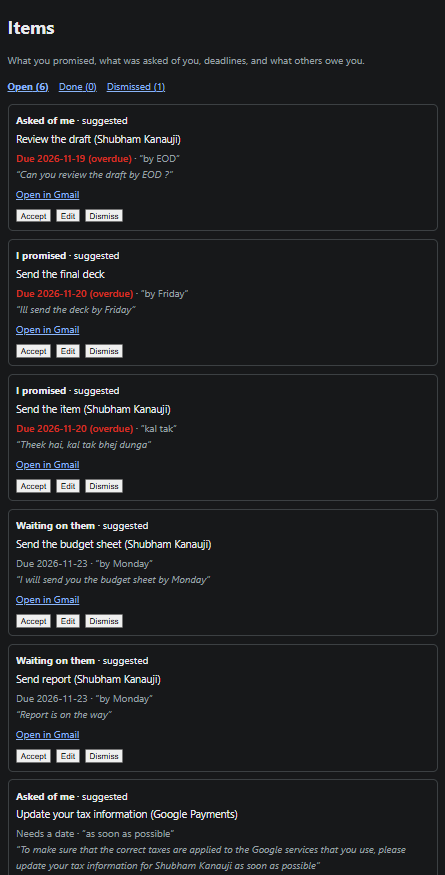 Items
What you promised, what was asked of you, deadlines, and what others owe you.
Open (6) Done (0) Dismissed (1)
Asked of me · suggested
Review the draft (Shubham Kanauji)
Due 2026-11-19 (overdue) · "by EOD"
"Can you review the draft by EOD ?"
Open in Gmail
Accept Edit Dismiss
I promised · suggested
Send the final deck
Due 2026-11-20 (overdue) · "by Friday"
"Ill send the deck by Friday"
Open in Gmail
Accept Edit Dismiss
I promised · suggested
Send the item (Shubham Kanauji)
Due 2026-11-20 (overdue) · "kal tak"
"Theek hai, kal tak bhej dunga"
Open in Gmail
Accept Edit Dismiss
Waiting on them · suggested
Send the budget sheet (Shubham Kanauji)
Due 2026-11-23 · "by Monday"
"I will send you the budget sheet by Monday"
Open in Gmail
Accept Edit Dismiss
Waiting on them · suggested
Send report (Shubham Kanauji)
Due 2026-11-23 · "by Monday"
"Report is on the way"
Open in Gmail
Accept Edit Dismiss
Asked of me · suggested
Update your tax information (Google Payments)
Needs a date · "as soon as possible"
"To make sure that the correct taxes are applied to the Google services that you use, please
update your tax information for Shubham Kanauji as soon as possible"